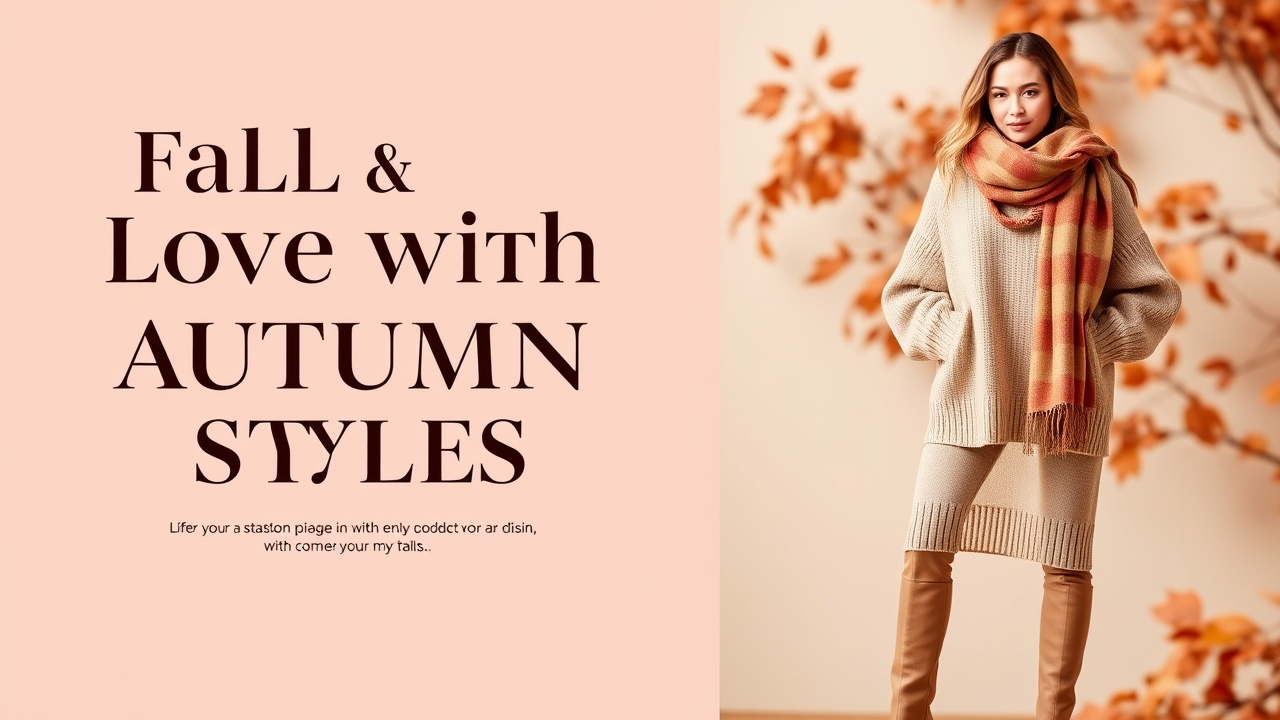 Fall &
Love with
AUTUMN
STYLES
Lifer your a staston piage in with enly coddct vor ar disin,
with comer your my talls..